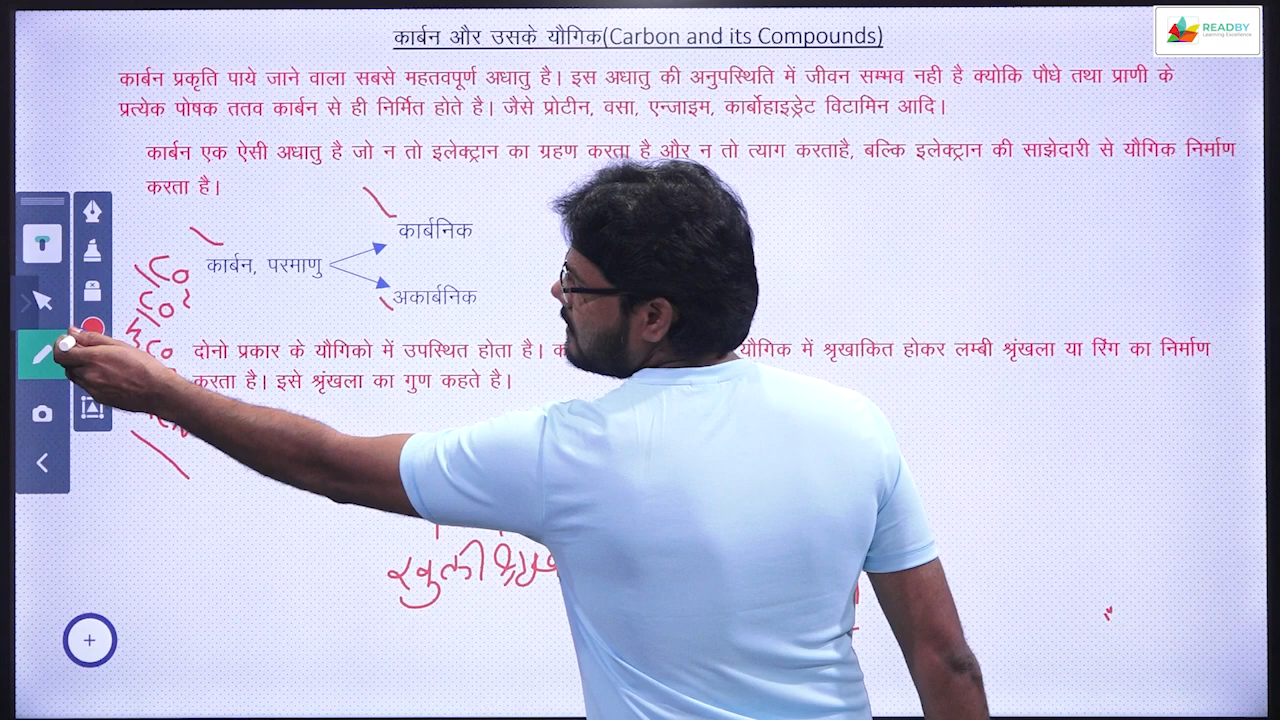 कार्बन और उसके यौगिक(Carbon and its Compounds)
READBY
Learning Excellence
कार्बन प्रकृति पाये जाने वाला सबसे महतवपूर्ण अधातु है। इस अधातु की अनुपस्थिति में जीवन सम्भव नही है क्योकि पौधे तथा प्राणी के
प्रत्येक पोषक ततव कार्बन से ही निर्मित होते है। जैसे प्रोटीन, वसा, एन्जाइम, कार्बोहाइड्रेट विटामिन आदि।
कार्बन एक ऐसी अधातु है जो न तो इलेक्ट्रान का ग्रहण करता है और न तो त्याग करताहै, बल्कि इलेक्ट्रान की साझेदारी से यौगिक निर्माण
करता है।
कार्बनिक
कार्बन, परमाणु
अकार्बनिक
दोनो प्रकार के यौगिको में उपस्थित होता है। यौगिक में श्रृखाकित होकर लम्बी श्रृंखला या रिंग का निर्माण
करता है। इसे श्रृंखला का गुण कहते है।
खुली